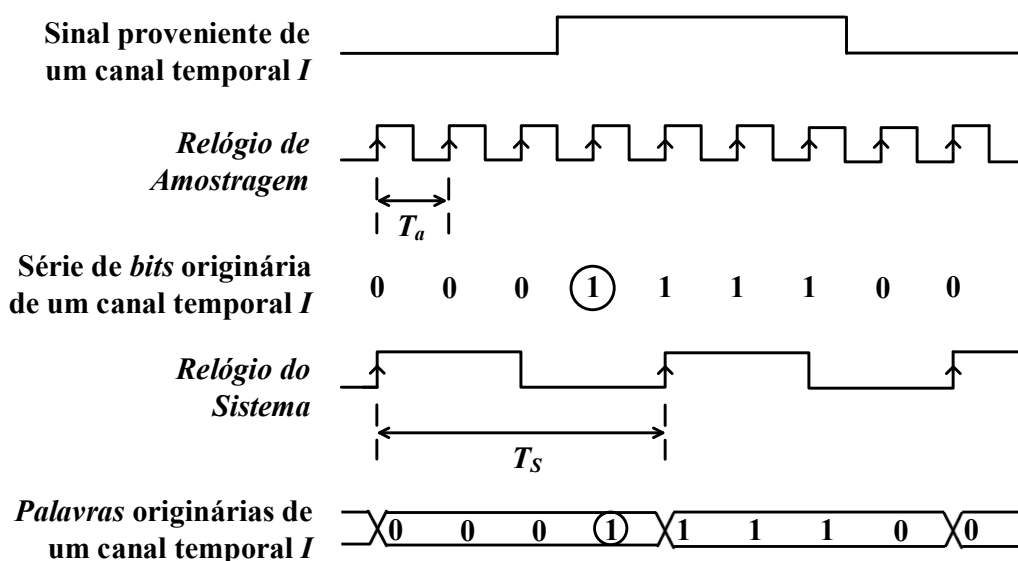 Sinal proveniente de
um canal temporal I
Relógio de
Amostragem
Ta
Série de bits originária
de um canal temporal I
0 0 0 1 1 1 1 0 0
Relógio do
Sistema
TS
Palavras originárias de
um canal temporal I
0 0 0 1 1 1 1 0 0